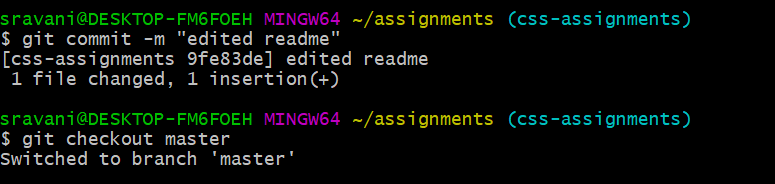 sravani@DESKTOP-FM6FOEH MINGW64 ~/assignments (css-assignments)
$ git commit -m "edited readme"
[css-assignments 9fe83de] edited readme
 1 file changed, 1 insertion(+)
sravani@DESKTOP-FM6FOEH MINGW64 ~/assignments (css-assignments)
$ git checkout master
Switched to branch 'master'